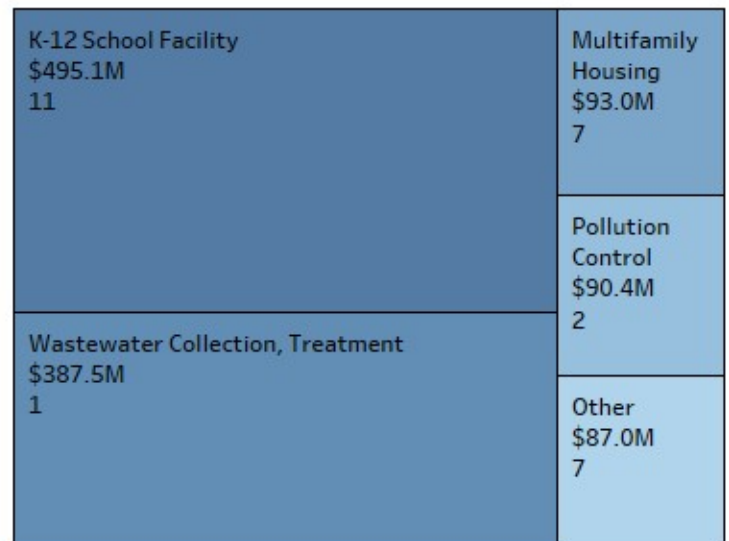 K-12 School Facility
$495.1M
11
Wastewater Collection, Treatment
$387.5M
1
Multifamily
Housing
$93.0M
7
Pollution
Control
$90.4M
2
Other
$87.0M
7